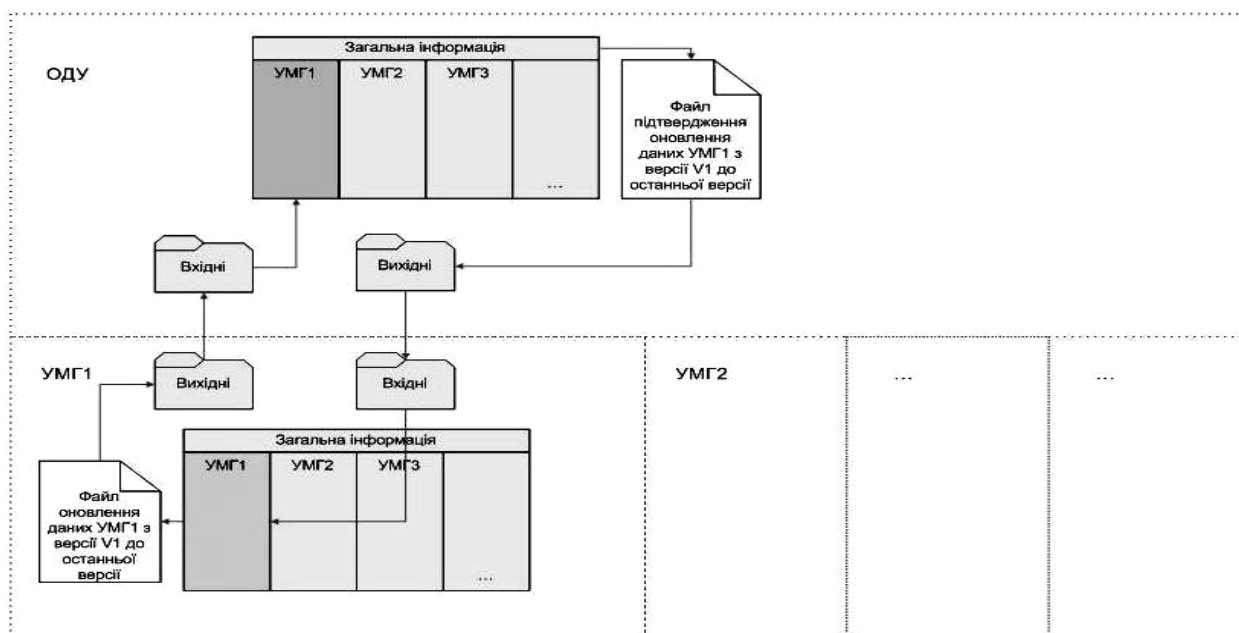 ОДУ
Загальна інформація
УМГ1 УМГ2 УМГ3
...
Файл
підтвердження
оновлення
даних УМГ1 з
версії V1 до
останньої версії
Вхідні
Вихідні
УМГ1
Вихідні
Вхідні
Загальна інформація
УМГ1 УМГ2 УМГ3
...
Файл
оновлення
даних УМГ1 з
версії V1 до
останньої
версії
УМГ2
...
...